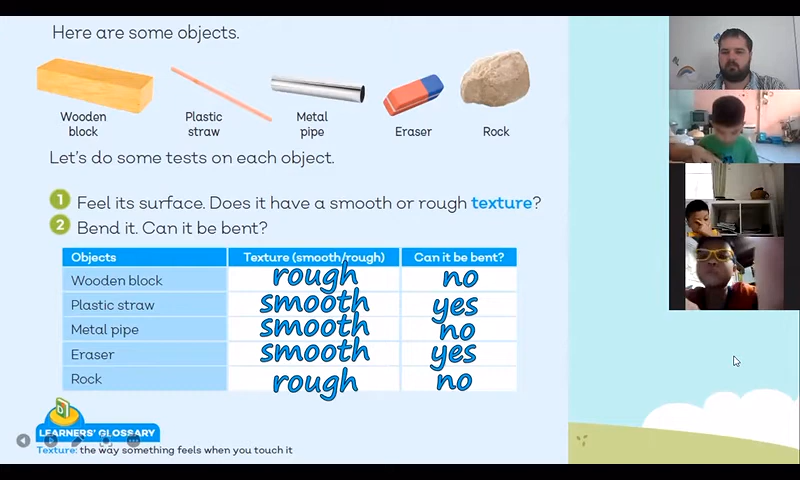 Here are some objects.
Wooden block
Plastic straw
Metal pipe
Eraser
Rock
Let's do some tests on each object.
1 Feel its surface. Does it have a smooth or rough texture?
2 Bend it. Can it be bent?
Objects Texture (smooth/rough) Can it be bent?
Wooden block rough no
Plastic straw smooth yes
Metal pipe smooth no
Eraser smooth yes
Rock rough no
LEARNERS' GLOSSARY
Texture: the way something feels when you touch it